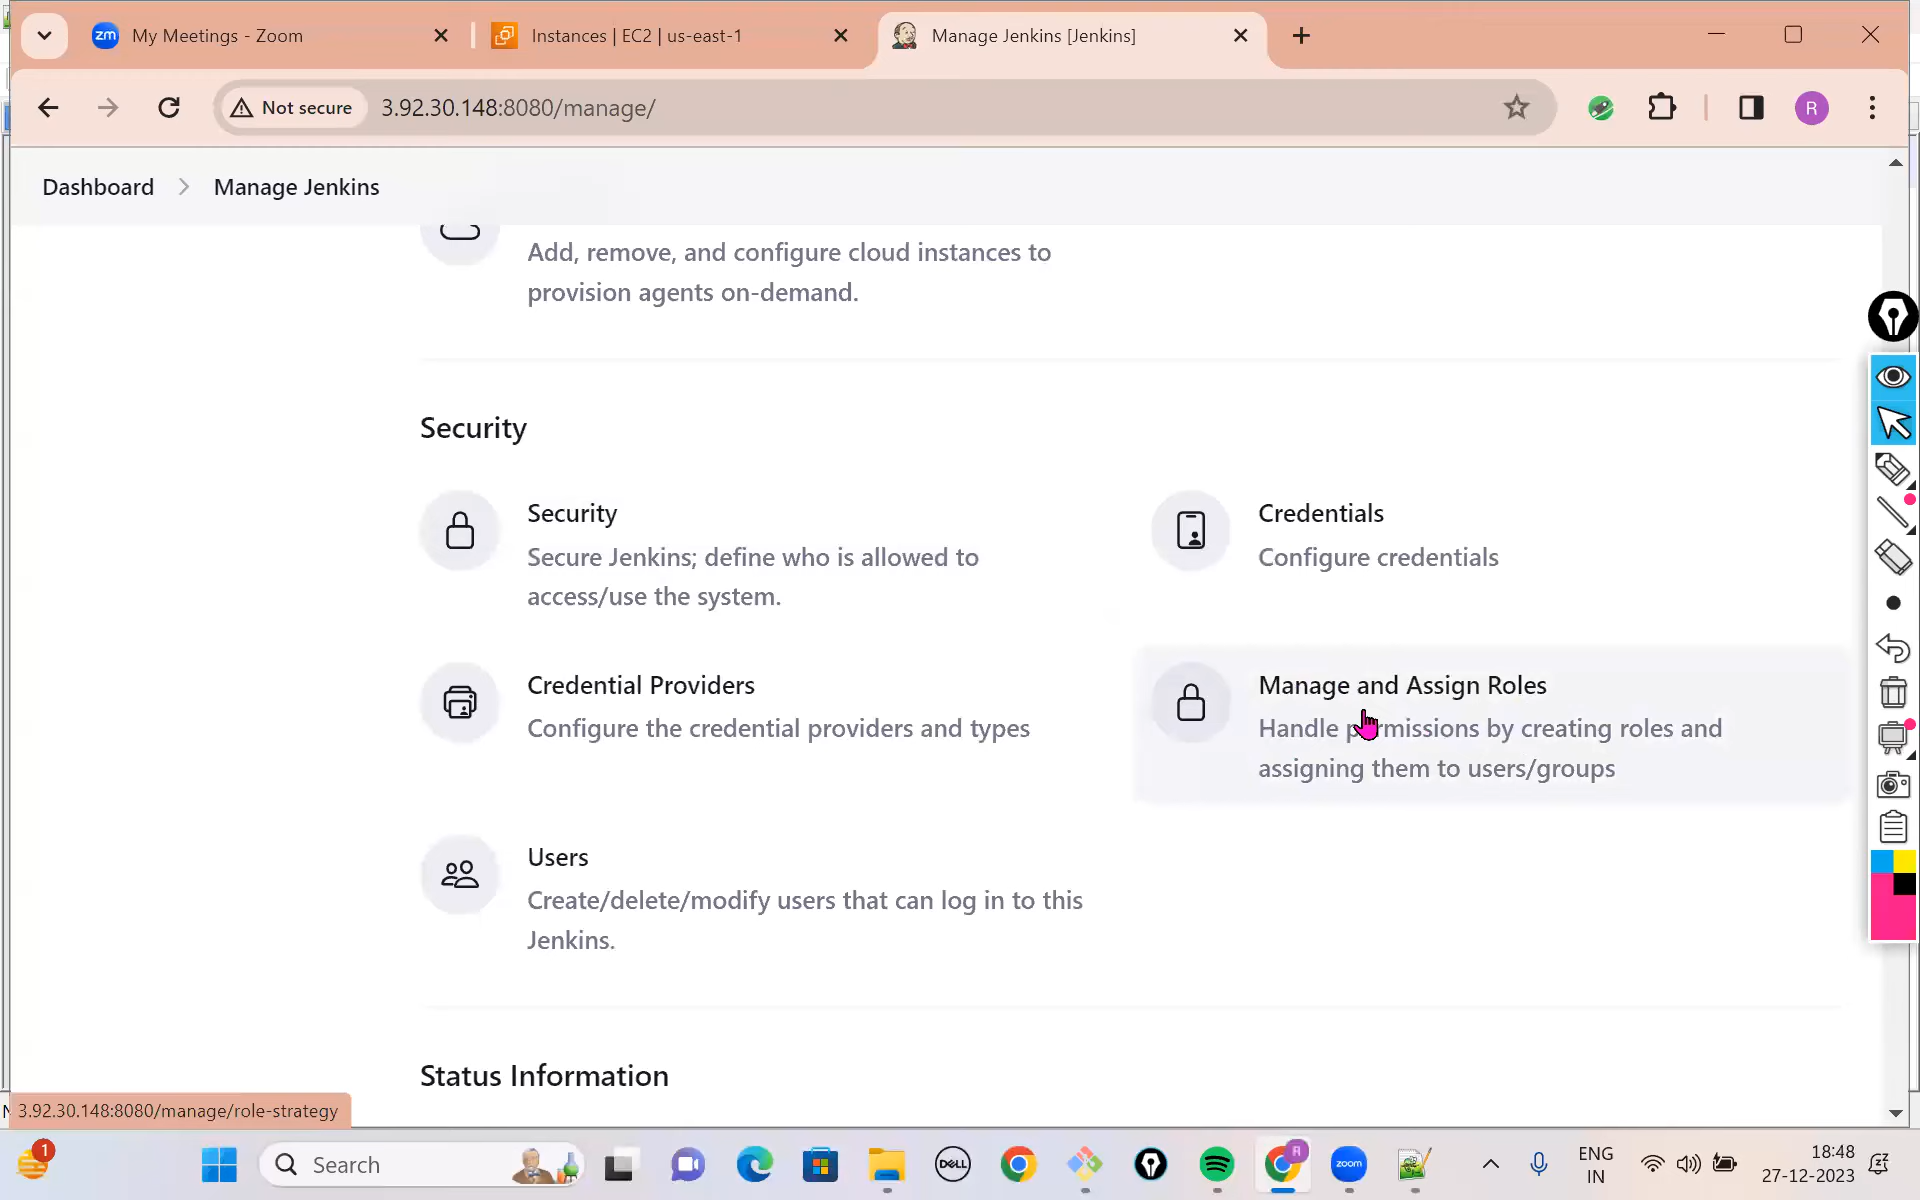 zm My Meetings - Zoom
Instances | EC2 | us-east-1
Manage Jenkins [Jenkins]
Not secure
3.92.30.148:8080/manage/
R
Dashboard
Manage Jenkins
Add, remove, and configure cloud instances to
provision agents on-demand.
Security
Security
Secure Jenkins; define who is allowed to
access/use the system.
Credentials
Configure credentials
Credential Providers
Configure the credential providers and types
Manage and Assign Roles
Handle permissions by creating roles and
assigning them to users/groups
Users
Create/delete/modify users that can log in to this
Jenkins.
Status Information
3.92.30.148:8080/manage/role-strategy
1
Search
DELL
R
zoom
ENG
IN
18:48
27-12-2023